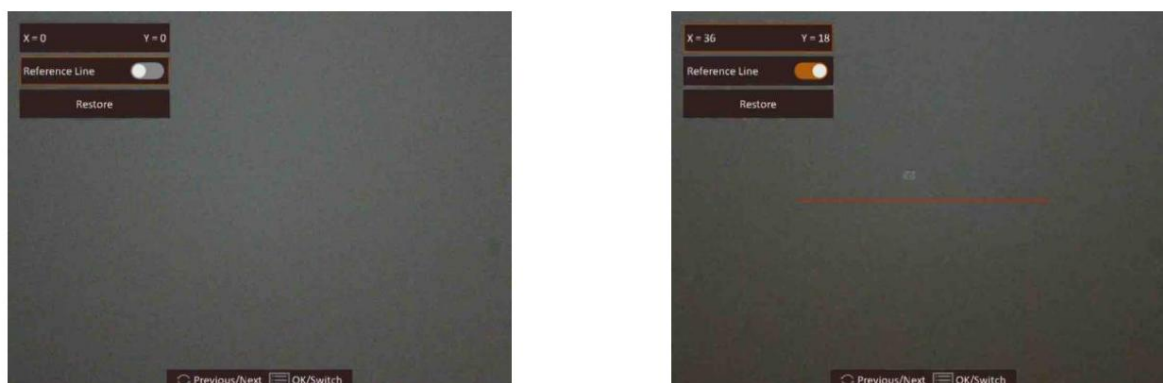 X = 0 Y = 0
Reference Line
Restore
Previous/Next OK/Switch
X = 36 Y = 18
Reference Line
Restore
Previous/Next OK/Switch